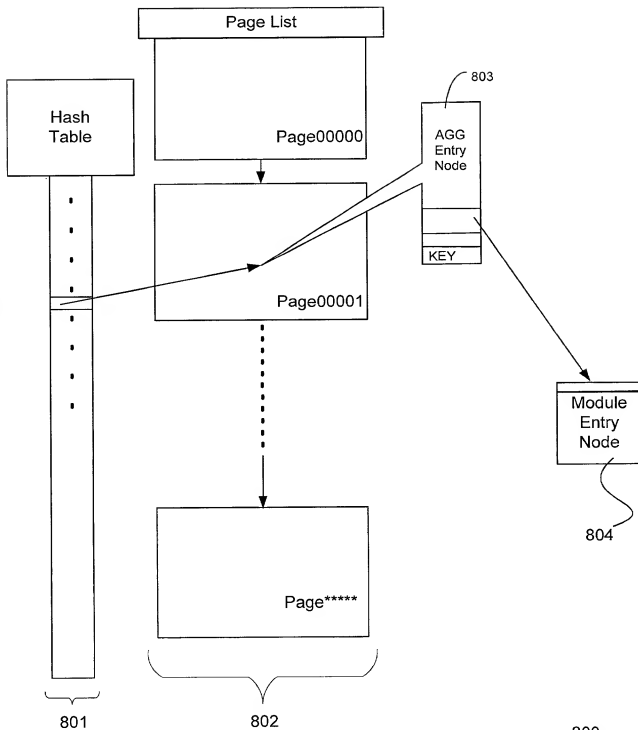 Page List
Hash
Table
Page00000
803
AGG
Entry
Node
KEY
Page00001
Module
Entry
Node
804
Page*****
801
802